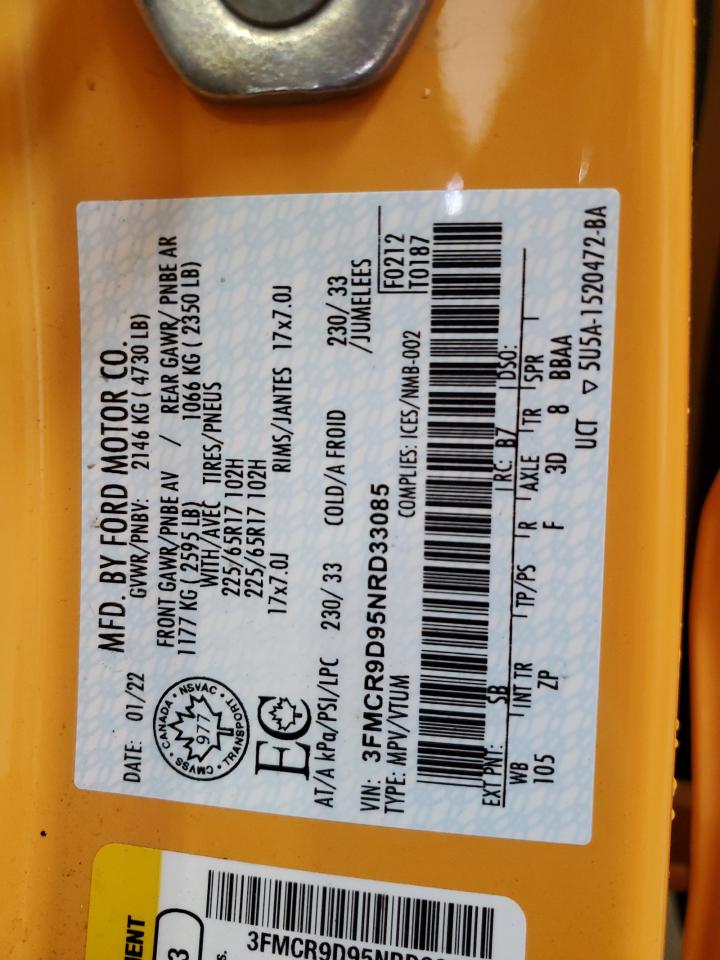 MFD. BY FORD MOTOR CO.
DATE: 01/22
GVWR/PNBV: 2146 KG ( 4730 LB)
FRONT GAWR/PNBE AV / REAR GAWR/ PNBE AR
1177 KG ( 2595 LB) 1066 KG ( 2350 LB)
WITH/AVEC TIRES/PNEUS
225/65R17 102H
225/65R17 102H
17x7.0J RIMS/JANTES 17x7.0J
CMVSS • CANADA • NSVAC • TRANSPORT
977
EC
AT/A kPa/PSI/LPC 230/ 33 COLD/A FROID 230/ 33
/JUMELEES
VIN: 3FMCR9D95NRD33085
TYPE: MPV/VTUM
COMPLIES: ICES/NMB-002
F0212
T0187
EXT PNT: SB RC: B7 DSO:
WB INT TR TP/PS R AXLE TR SPR
105 ZP F 3D 8 BBAA
UCT ▽ 5U5A-1520472-BA
3
3FMCR9D95NRD